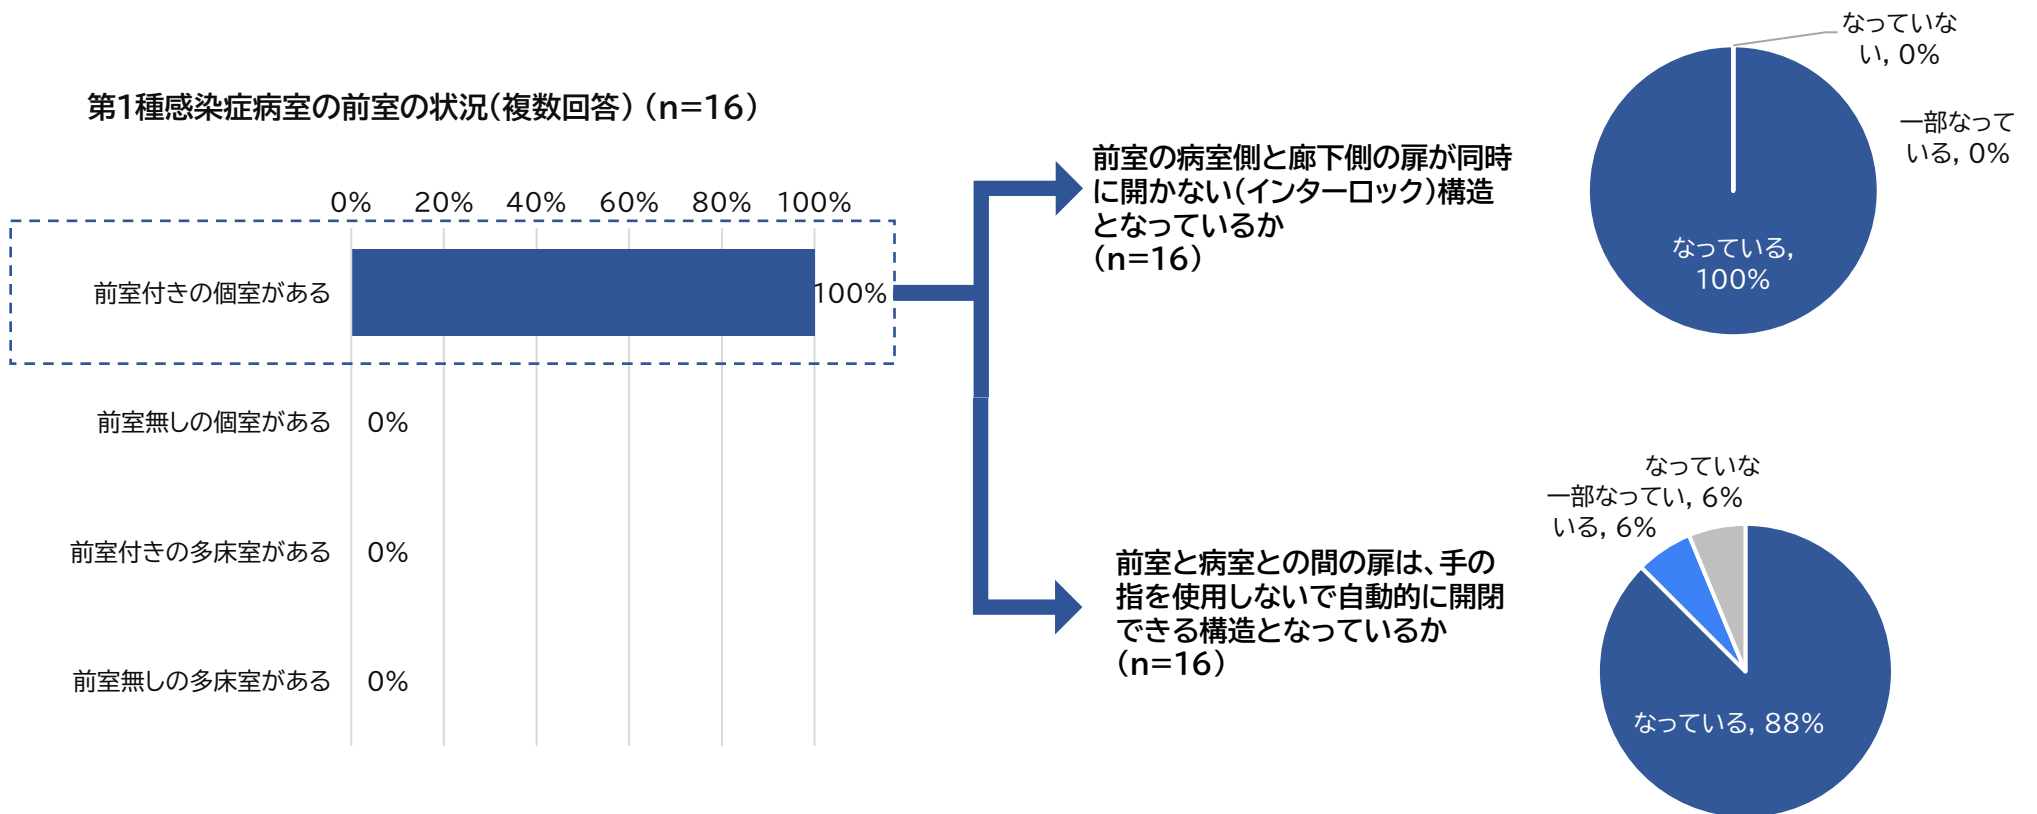 第1種感染症病室の前室の状況（複数回答）（n=16）
0% 20% 40% 60% 80% 100%
前室付きの個室がある 100%
前室無しの個室がある 0%
前室付きの多床室がある 0%
前室無しの多床室がある 0%
前室の病室側と廊下側の扉が同時
に開かない（インターロック）構造
となっているか
（n=16）
なっていな
い, 0%
一部なって
いる, 0%
なっている,
100%
前室と病室との間の扉は、手の
指を使用しないで自動的に開閉
できる構造となっているか
（n=16）
なっていな
い, 6%
一部なって
いる, 6%
なっている, 88%